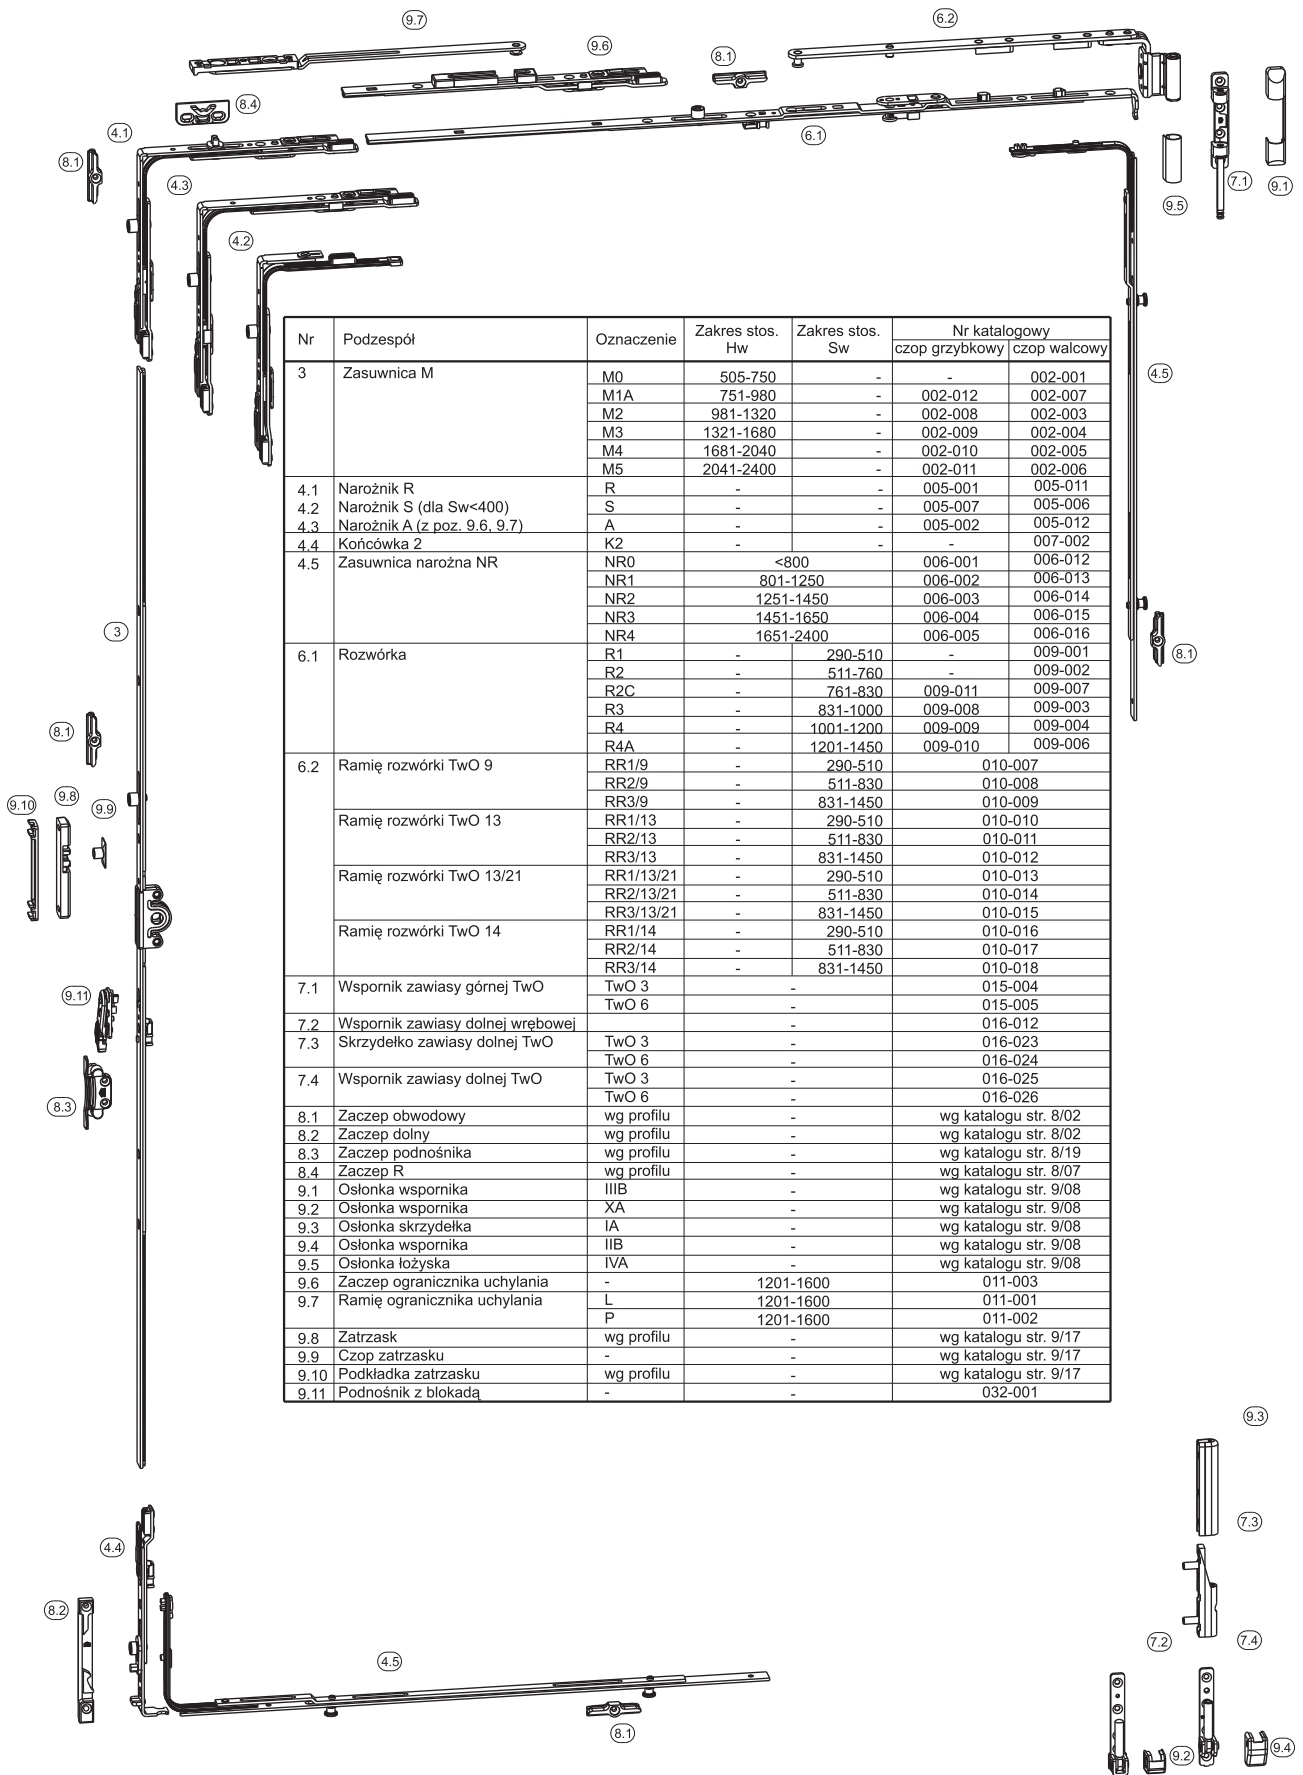 9.7
6.2
9.6
8.1
8.4
4.1
6.1
8.1
4.3
7.1
9.1
9.5
4.2
Nr Podzespół Oznaczenie Zakres stos. Hw Zakres stos. Sw Nr katalogowy
czop grzybkowy czop walcowy
3 Zasuwnica M M0 505-750 - - 002-001
M1A 751-980 - 002-012 002-007
M2 981-1320 - 002-008 002-003
M3 1321-1680 - 002-009 002-004
M4 1681-2040 - 002-010 002-005
M5 2041-2400 - 002-011 002-006
4.1 Narożnik R R - - 005-001 005-011
4.2 Narożnik S (dla Sw<400) S - - 005-007 005-006
4.3 Narożnik A (z poz. 9.6, 9.7) A - - 005-002 005-012
4.4 Końcówka 2 K2 - - - 007-002
4.5 Zasuwnica narożna NR NR0 <800 006-001 006-012
NR1 801-1250 006-002 006-013
NR2 1251-1450 006-003 006-014
NR3 1451-1650 006-004 006-015
NR4 1651-2400 006-005 006-016
6.1 Rozwórka R1 - 290-510 - 009-001
R2 - 511-760 - 009-002
R2C - 761-830 009-011 009-007
R3 - 831-1000 009-008 009-003
R4 - 1001-1200 009-009 009-004
R4A - 1201-1450 009-010 009-006
6.2 Ramię rozwórki TwO 9 RR1/9 - 290-510 010-007
RR2/9 - 511-830 010-008
RR3/9 - 831-1450 010-009
Ramię rozwórki TwO 13 RR1/13 - 290-510 010-010
RR2/13 - 511-830 010-011
RR3/13 - 831-1450 010-012
Ramię rozwórki TwO 13/21 RR1/13/21 - 290-510 010-013
RR2/13/21 - 511-830 010-014
RR3/13/21 - 831-1450 010-015
Ramię rozwórki TwO 14 RR1/14 - 290-510 010-016
RR2/14 - 511-830 010-017
RR3/14 - 831-1450 010-018
7.1 Wspornik zawiasy górnej TwO TwO 3 - 015-004
TwO 6 - 015-005
7.2 Wspornik zawiasy dolnej wrębowej - 016-012
7.3 Skrzydełko zawiasy dolnej TwO TwO 3 - 016-023
TwO 6 - 016-024
7.4 Wspornik zawiasy dolnej TwO TwO 3 - 016-025
TwO 6 - 016-026
8.1 Zaczep obwodowy wg profilu - wg katalogu str. 8/02
8.2 Zaczep dolny wg profilu - wg katalogu str. 8/02
8.3 Zaczep podnośnika wg profilu - wg katalogu str. 8/19
8.4 Zaczep R wg profilu - wg katalogu str. 8/07
9.1 Osłonka wspornika IIIB - wg katalogu str. 9/08
9.2 Osłonka wspornika XA - wg katalogu str. 9/08
9.3 Osłonka skrzydełka IA - wg katalogu str. 9/08
9.4 Osłonka wspornika IIB - wg katalogu str. 9/08
9.5 Osłonka łożyska IVA - wg katalogu str. 9/08
9.6 Zaczep ogranicznika uchylania - 1201-1600 011-003
9.7 Ramię ogranicznika uchylania L 1201-1600 011-001
P 1201-1600 011-002
9.8 Zatrzask wg profilu - wg katalogu str. 9/17
9.9 Czop zatrzasku - - wg katalogu str. 9/17
9.10 Podkładka zatrzasku wg profilu - wg katalogu str. 9/17
9.11 Podnośnik z blokadą - - 032-001
4.5
3
8.1
8.1
9.10
9.8
9.9
9.11
8.3
9.3
7.3
4.4
8.2
4.5
7.2
7.4
8.1
9.2
9.4